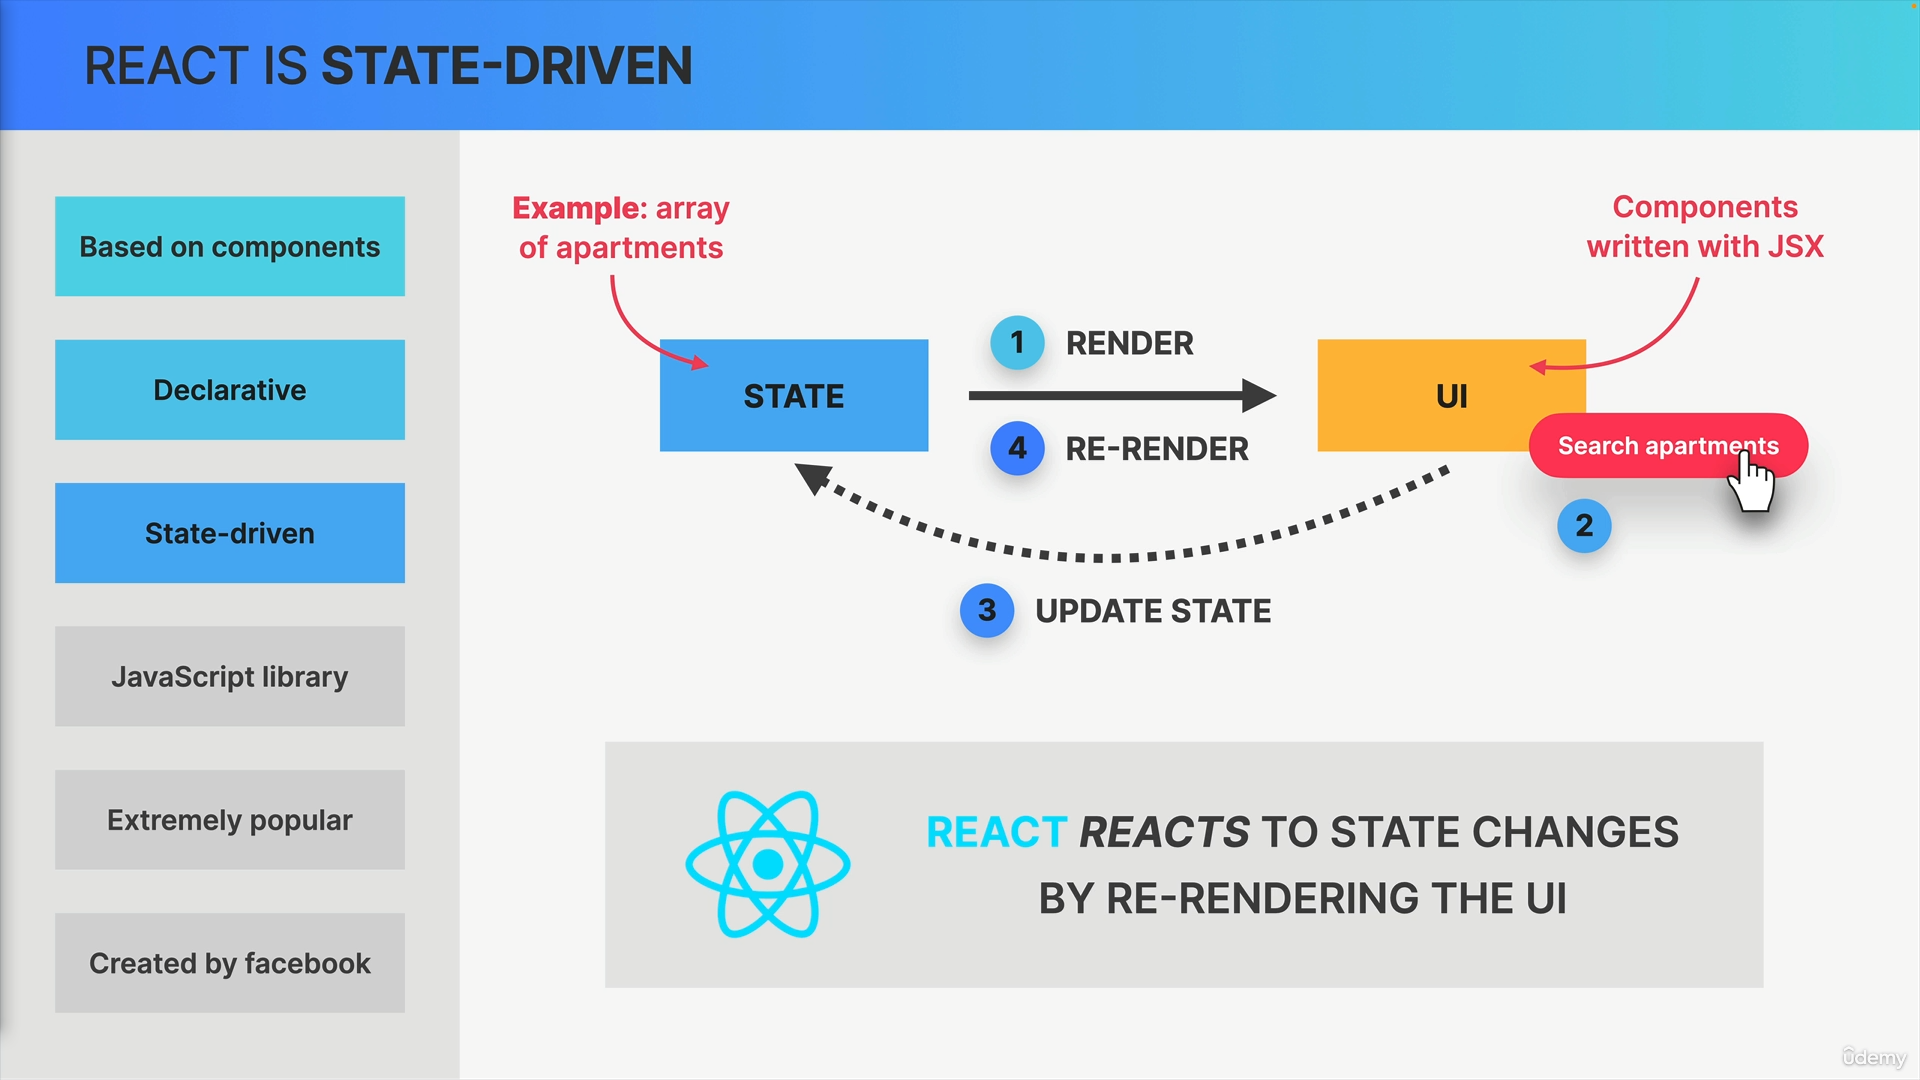 REACT IS STATE-DRIVEN
Based on components
Declarative
State-driven
JavaScript library
Extremely popular
Created by facebook
Example: array
of apartments
Components
written with JSX
1 RENDER
STATE
UI
4 RE-RENDER
Search apartments
2
3 UPDATE STATE
REACT REACTS TO STATE CHANGES
BY RE-RENDERING THE UI
ûdemy